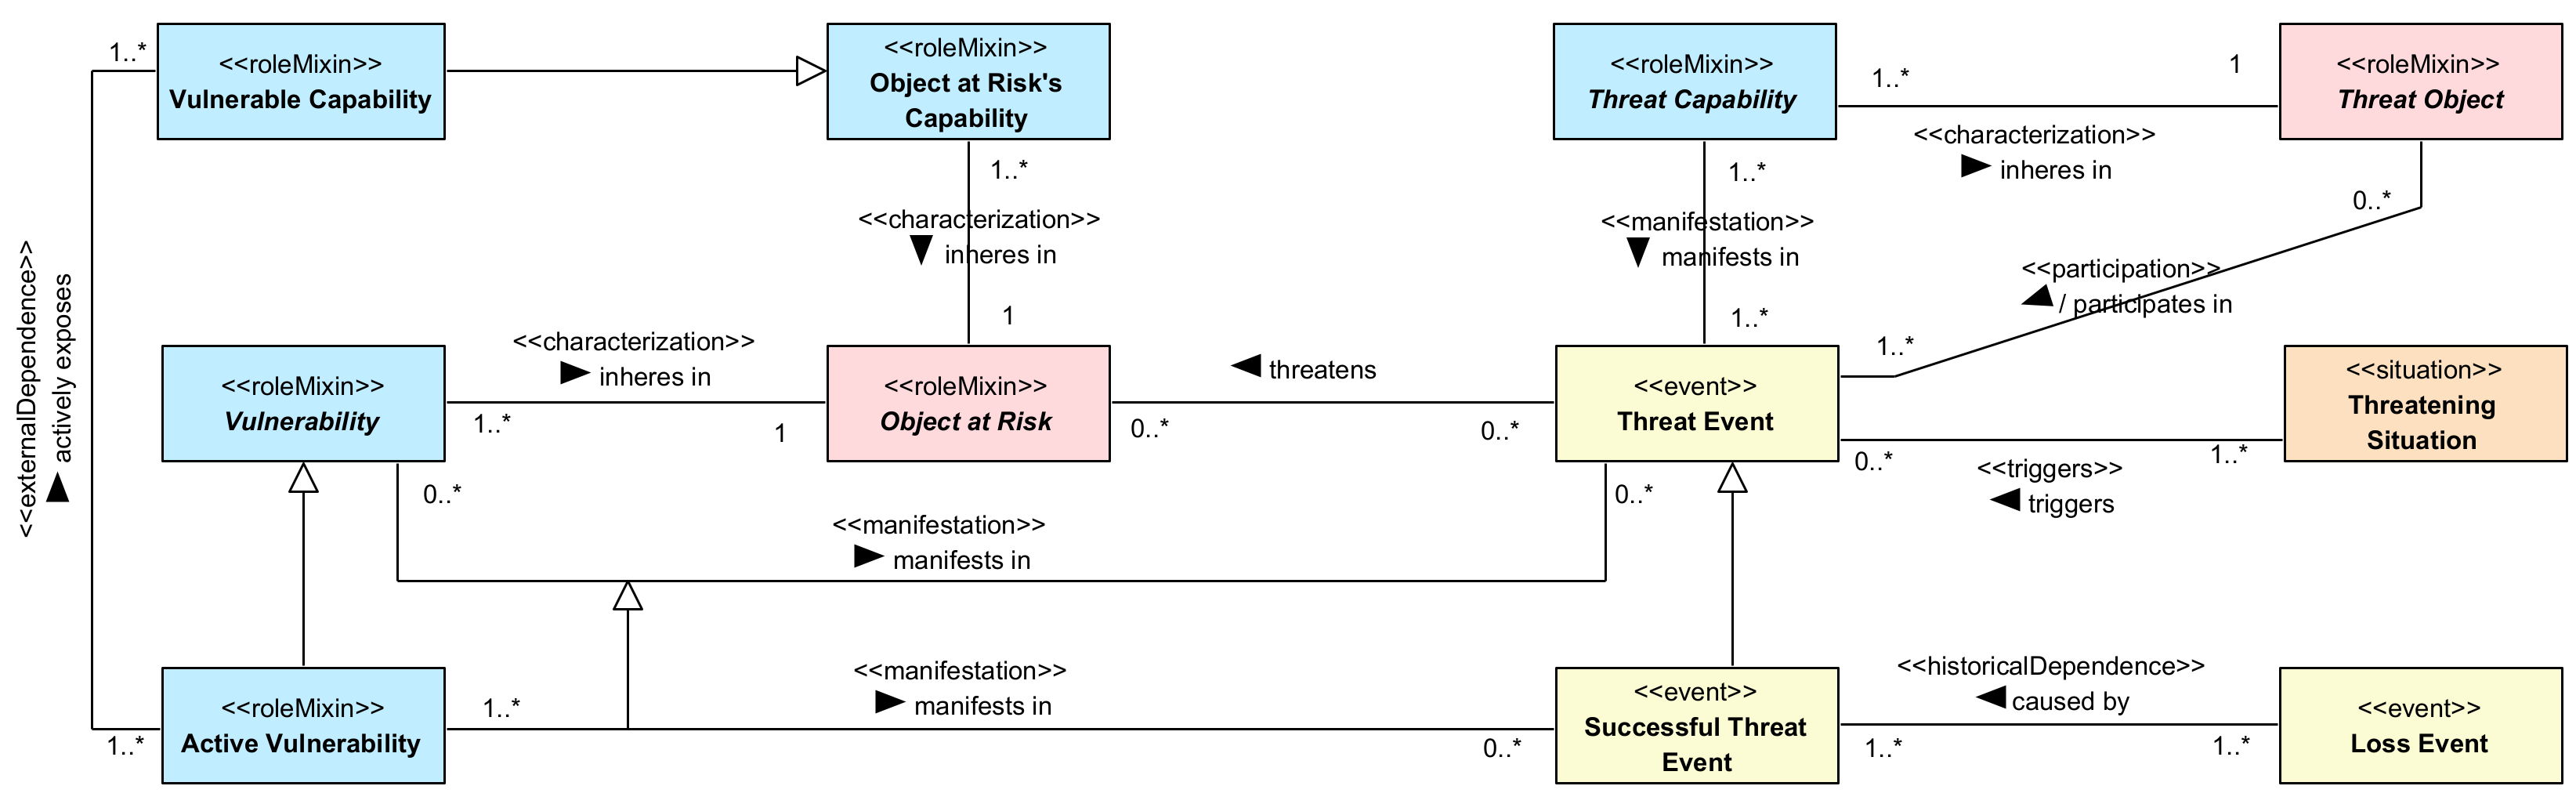 1..*
<<roleMixin>>
Vulnerable Capability
<<roleMixin>>
Object at Risk's
Capability
<<roleMixin>>
Threat Capability
1..*
1
<<characterization>>
inheres in
<<roleMixin>>
Threat Object
1..*
<<characterization>>
inheres in
1
1..*
<<manifestation>>
manifests in
1..*
0..*
<<participation>>
/ participates in
1..*
<<externalDependence>>
actively exposes
<<roleMixin>>
Vulnerability
<<characterization>>
inheres in
1..*
1
<<roleMixin>>
Object at Risk
threatens
0..*
0..*
<<event>>
Threat Event
0..*
1..*
<<triggers>>
triggers
<<situation>>
Threatening
Situation
0..*
0..*
<<manifestation>>
manifests in
1..*
<<roleMixin>>
Active Vulnerability
1..*
<<manifestation>>
manifests in
0..*
<<event>>
Successful Threat
Event
<<historicalDependence>>
caused by
1..*
1..*
<<event>>
Loss Event